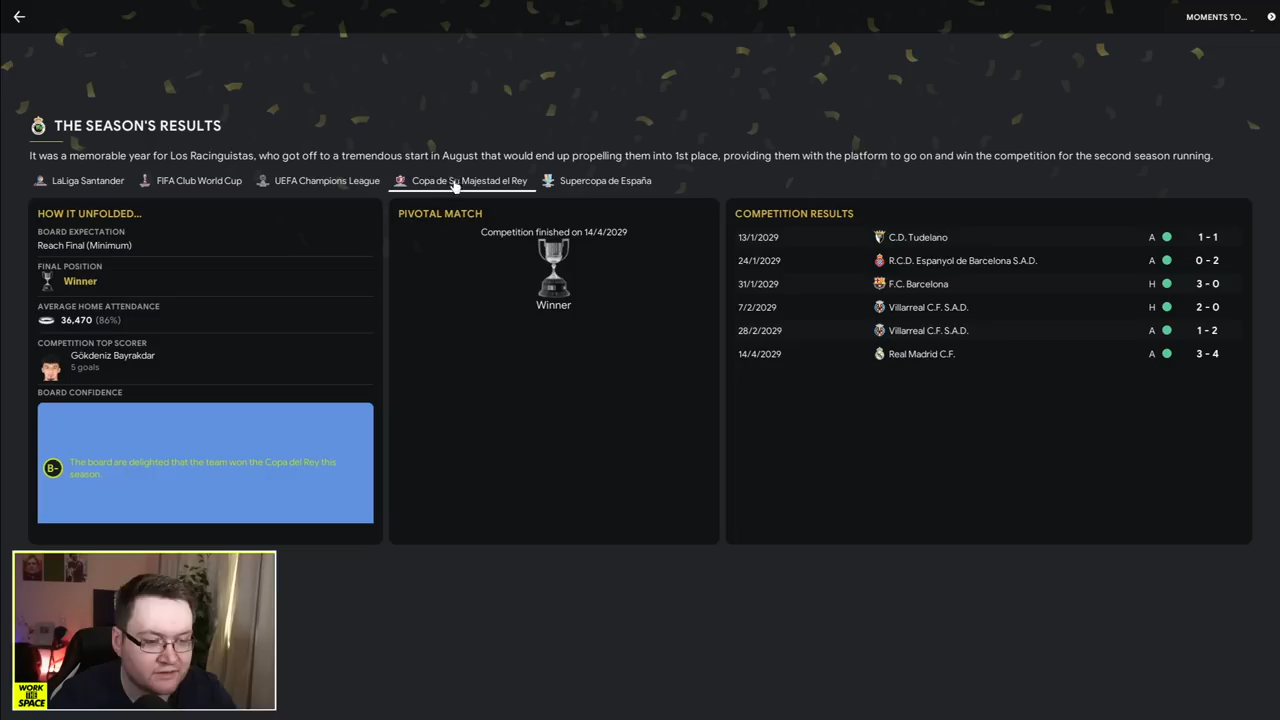 MOMENTS TO...
THE SEASON'S RESULTS
It was a memorable year for Los Racinguistas, who got off to a tremendous start in August that would end up propelling them into 1st place, providing them with the platform to go on and win the competition for the second season running.
LaLiga Santander FIFA Club World Cup UEFA Champions League Copa de Su Majestad el Rey Supercopa de España
HOW IT UNFOLDED...
BOARD EXPECTATION
Reach Final (Minimum)
FINAL POSITION
Winner
AVERAGE HOME ATTENDANCE
36,470 (86%)
COMPETITION TOP SCORER
Gökdeniz Bayrakdar
5 goals
BOARD CONFIDENCE
B-
The board are delighted that the team won the Copa del Rey this
season.
PIVOTAL MATCH
Competition finished on 14/4/2029
Winner
COMPETITION RESULTS
13/1/2029 C.D. Tudelano A 1 - 1
24/1/2029 R.C.D. Espanyol de Barcelona S.A.D. A 0 - 2
31/1/2029 F.C. Barcelona H 3 - 0
7/2/2029 Villarreal C.F. S.A.D. H 2 - 0
28/2/2029 Villarreal C.F. S.A.D. A 1 - 2
14/4/2029 Real Madrid C.F. A 3 - 4
WORK
THE
SPACE